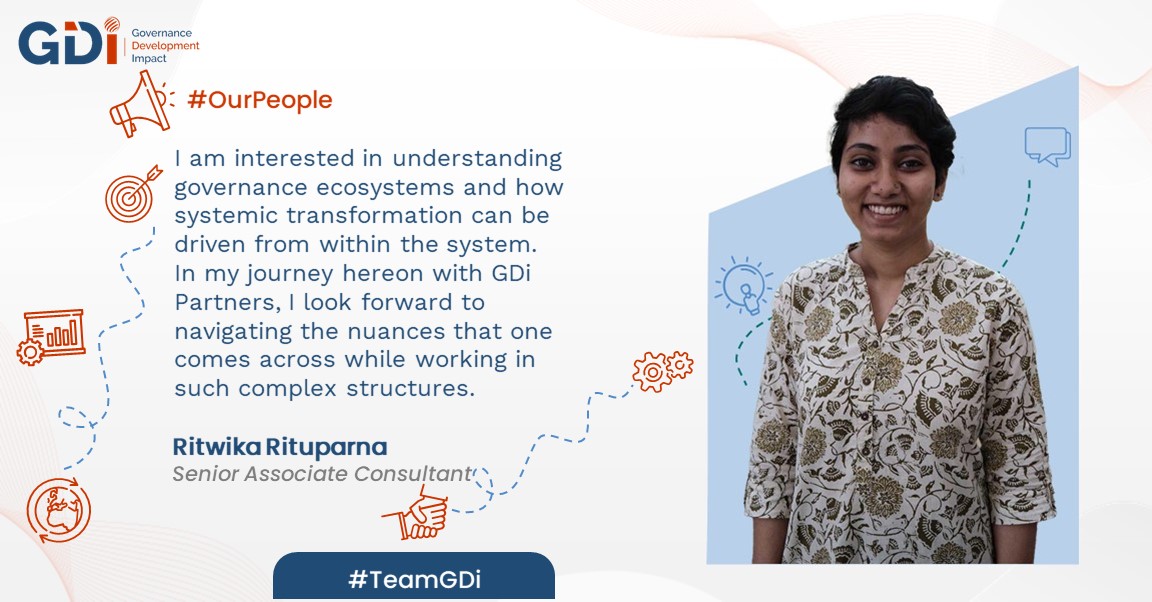 GDi
Governance
Development
Impact
#OurPeople
I am interested in understanding
governance ecosystems and how
systemic transformation can be
driven from within the system.
In my journey hereon with GDi
Partners, I look forward to
navigating the nuances that one
comes across while working in
such complex structures.
Ritwika Rituparna
Senior Associate Consultant
#TeamGDi